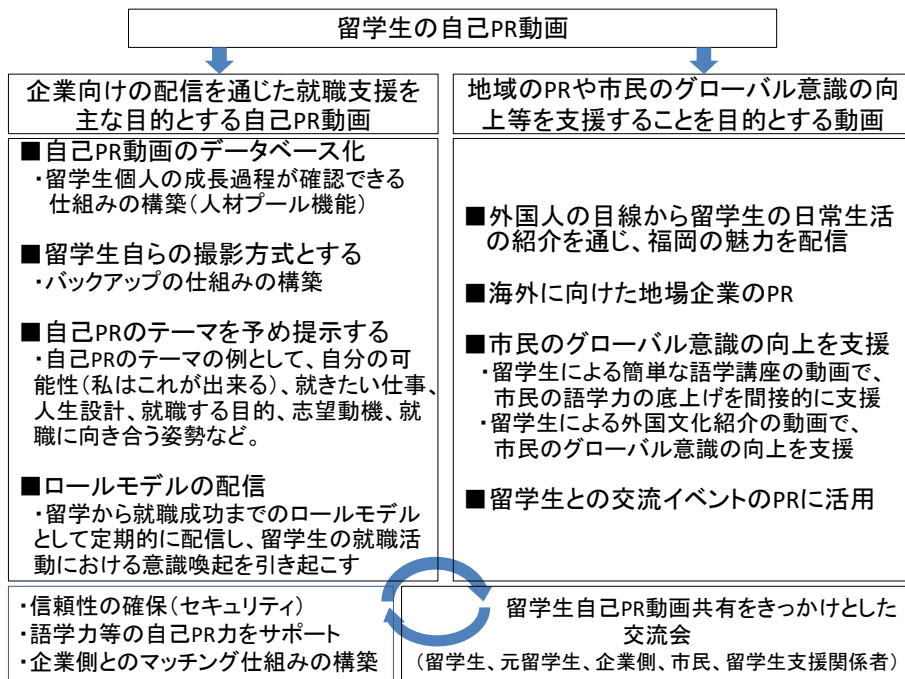 留学生の自己PR動画
企業向けの配信を通じた就職支援を
主な目的とする自己PR動画
■自己PR動画のデータベース化
・留学生個人の成長過程が確認できる
仕組みの構築(人材プール機能)
■留学生自らの撮影方式とする
・バックアップの仕組みの構築
■自己PRのテーマを予め提示する
・自己PRのテーマの例として、自分の可
能性(私はこれが出来る)、就きたい仕事、
人生設計、就職する目的、志望動機、就
職に向き合う姿勢など。
■ロールモデルの配信
・留学から就職成功までのロールモデル
として定期的に配信し、留学生の就職活
動における意識喚起を引き起こす
地域のPRや市民のグローバル意識の向
上等を支援することを目的とする動画
■外国人の目線から留学生の日常生活
の紹介を通じ、福岡の魅力を配信
■海外に向けた地場企業のPR
■市民のグローバル意識の向上を支援
・留学生による簡単な語学講座の動画で、
市民の語学力の底上げを間接的に支援
・留学生による外国文化紹介の動画で、
市民のグローバル意識の向上を支援
■留学生との交流イベントのPRに活用
・信頼性の確保(セキュリティ)
・語学力等の自己PR力をサポート
・企業側とのマッチング仕組みの構築
留学生自己PR動画共有をきっかけとした
交流会
(留学生、元留学生、企業側、市民、留学生支援関係者)